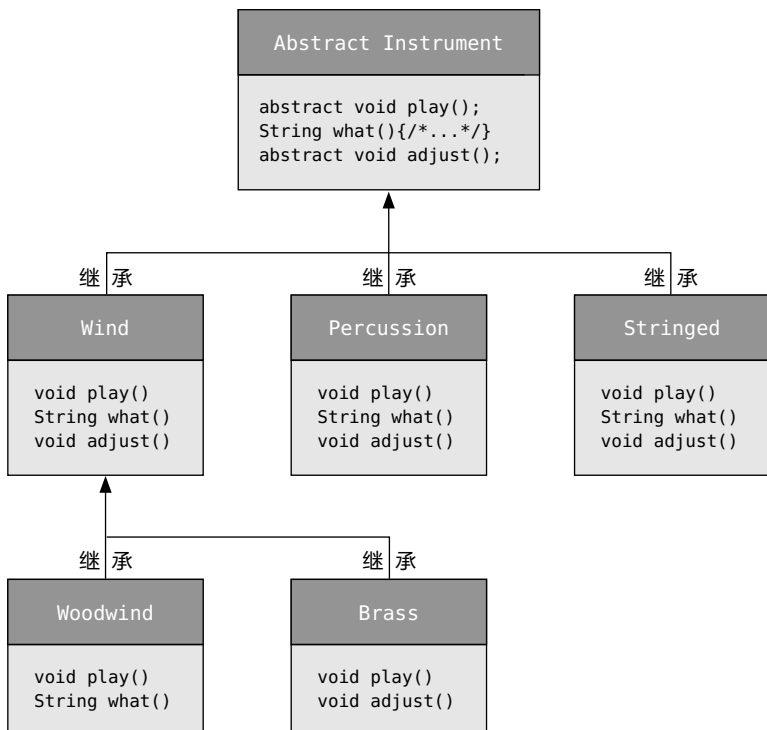 Abstract Instrument
abstract void play();
String what(){/*...*/}
abstract void adjust();
继 承
继 承
继 承
Wind
Percussion
Stringed
void play()
String what()
void adjust()
void play()
String what()
void adjust()
void play()
String what()
void adjust()
继 承
继 承
Woodwind
Brass
void play()
String what()
void play()
void adjust()